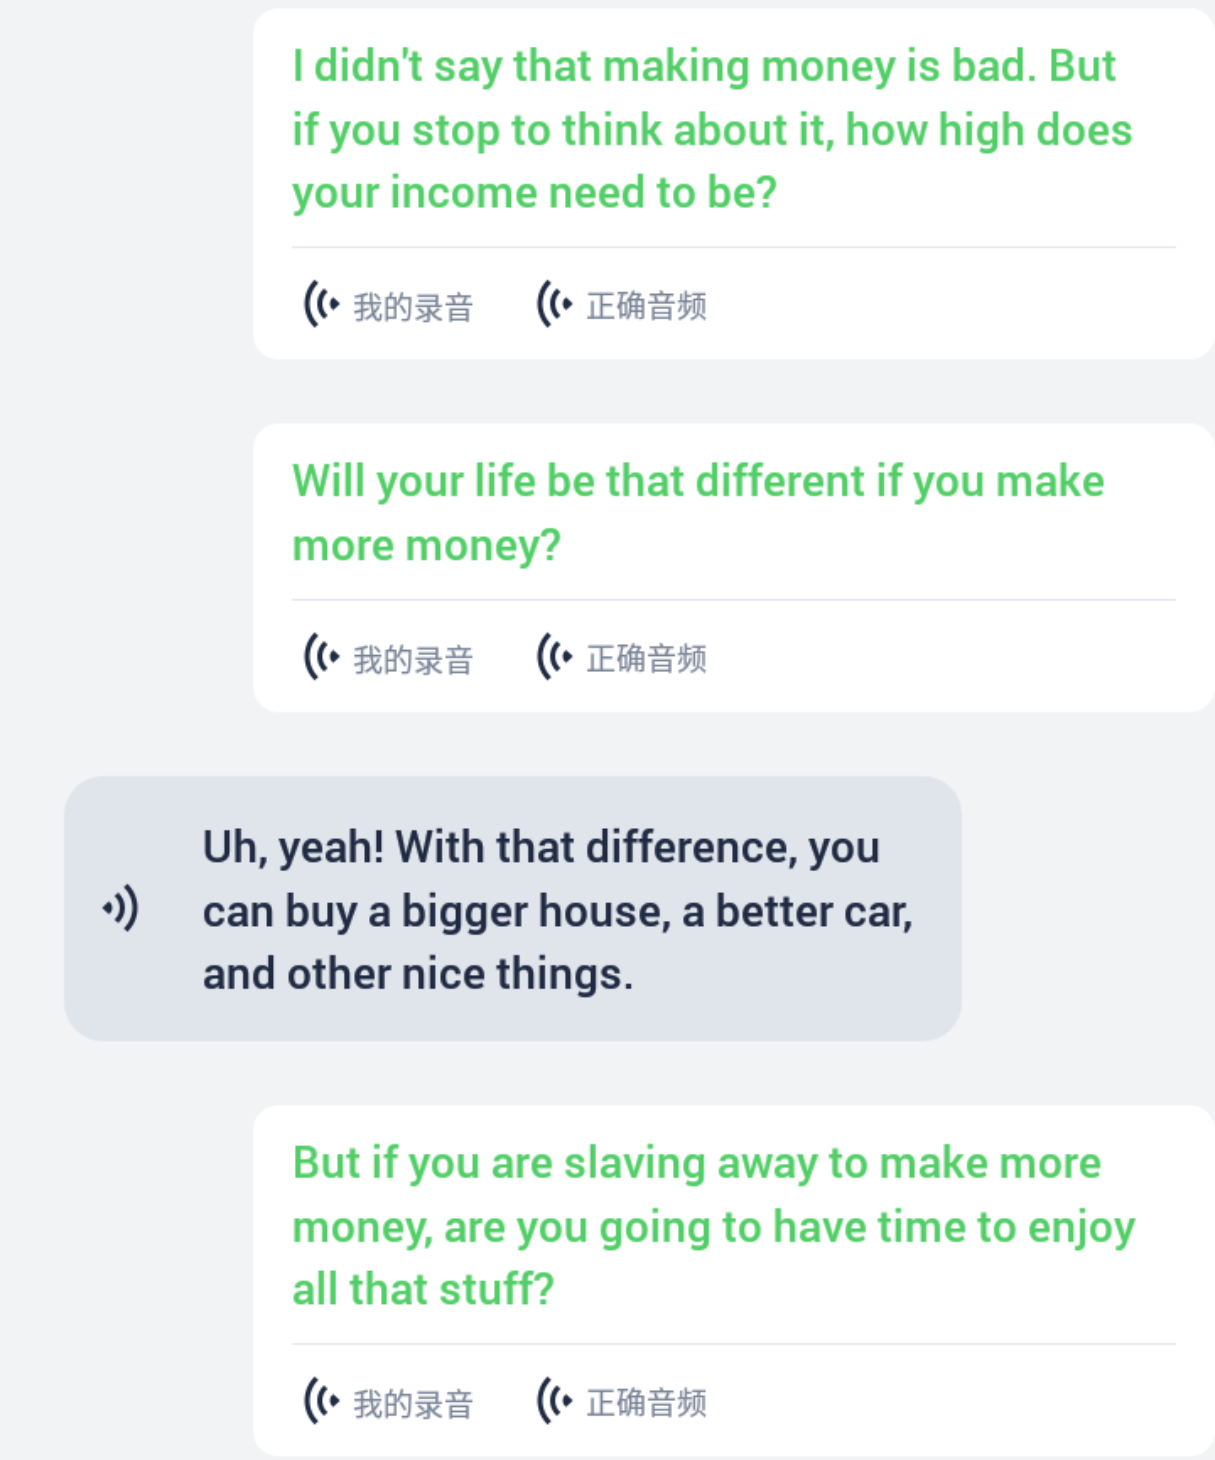 I didn't say that making money is bad. But
if you stop to think about it, how high does
your income need to be?
我的录音 正确音频
Will your life be that different if you make
more money?
我的录音 正确音频
Uh, yeah! With that difference, you
can buy a bigger house, a better car,
and other nice things.
But if you are slaving away to make more
money, are you going to have time to enjoy
all that stuff?
我的录音 正确音频